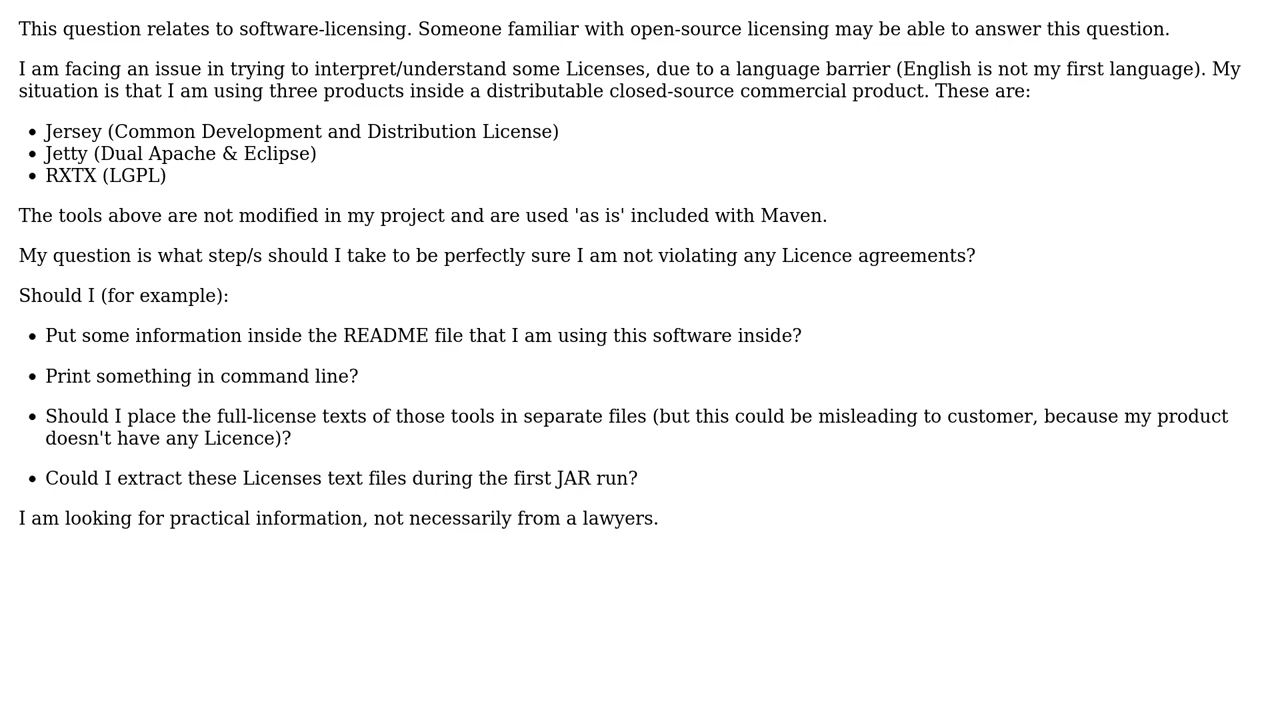 This question relates to software-licensing. Someone familiar with open-source licensing may be able to answer this question.
I am facing an issue in trying to interpret/understand some Licenses, due to a language barrier (English is not my first language). My
situation is that I am using three products inside a distributable closed-source commercial product. These are:
• Jersey (Common Development and Distribution License)
• Jetty (Dual Apache & Eclipse)
• RXTX (LGPL)
The tools above are not modified in my project and are used 'as is' included with Maven.
My question is what step/s should I take to be perfectly sure I am not violating any Licence agreements?
Should I (for example):
• Put some information inside the README file that I am using this software inside?
• Print something in command line?
• Should I place the full-license texts of those tools in separate files (but this could be misleading to customer, because my product
doesn't have any Licence)?
• Could I extract these Licenses text files during the first JAR run?
I am looking for practical information, not necessarily from a lawyers.